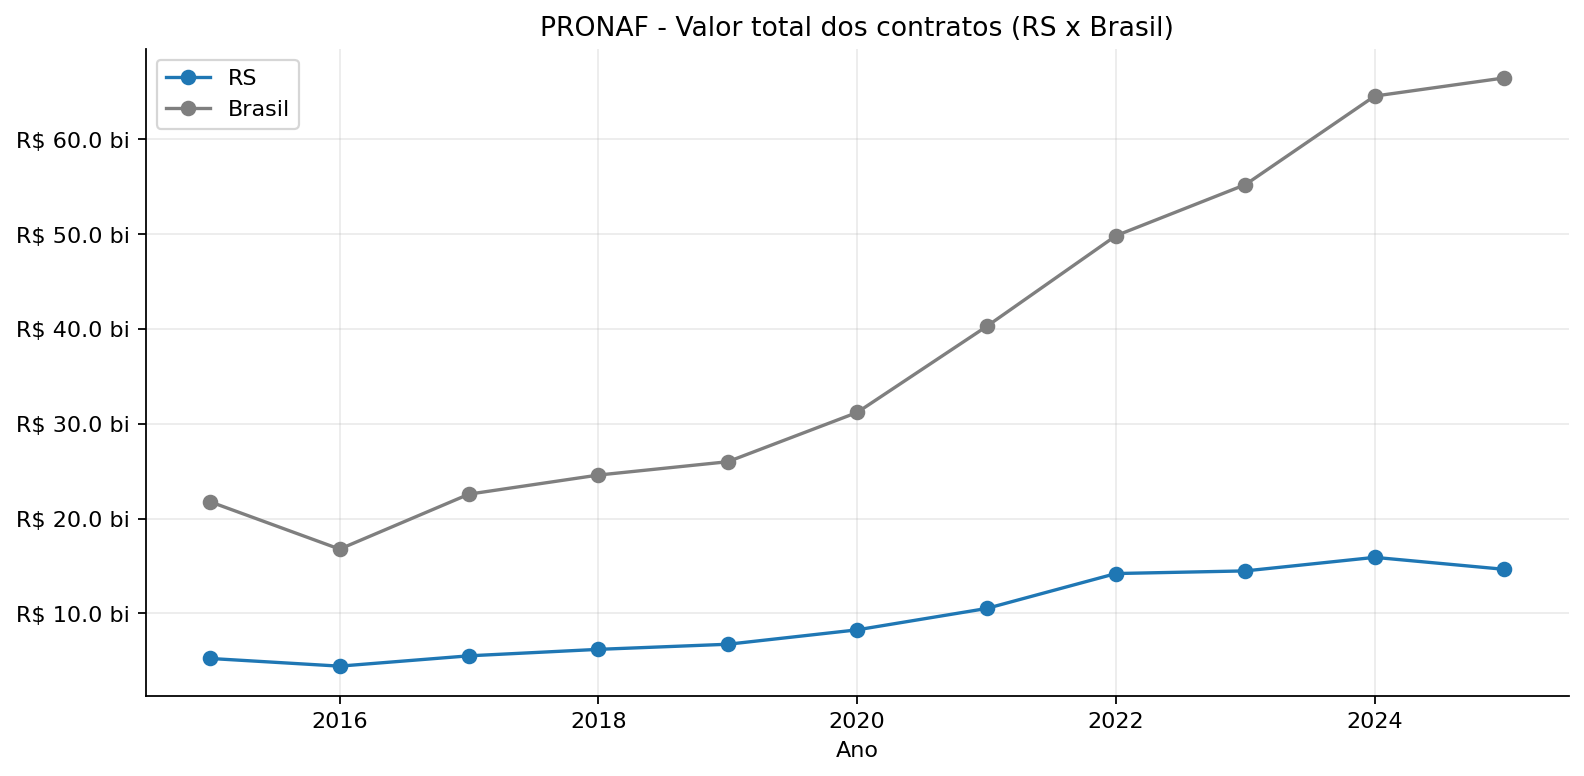 PRONAF - Valor total dos contratos (RS x Brasil)
RS
Brasil
R$ 60.0 bi
R$ 50.0 bi
R$ 40.0 bi
R$ 30.0 bi
R$ 20.0 bi
R$ 10.0 bi
2016
2018
2020
2022
2024
Ano